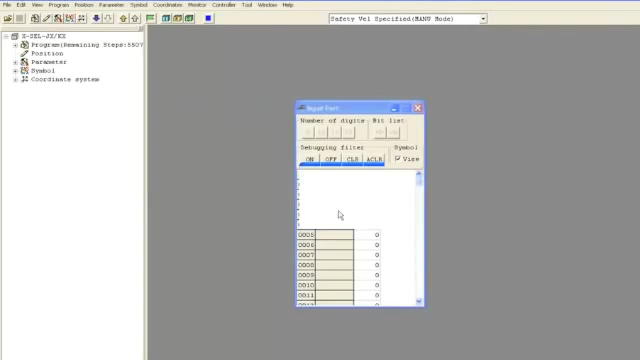 File Edit View Program Position Parameter Symbol Coordinates Monitor Controller Tool Window Help
Safety Vel Specified(MANU Mode)
X-SEL-JX/KX
Program(Remaining Steps:5507
Position
Parameter
Symbol
Coordinate system
Input Port
Number of digits Bit list
Debugging filter Symbol
ON OFF CLR ACLR View
0005 0
0006 0
0007 0
0008 0
0009 0
0010 0
0011 0